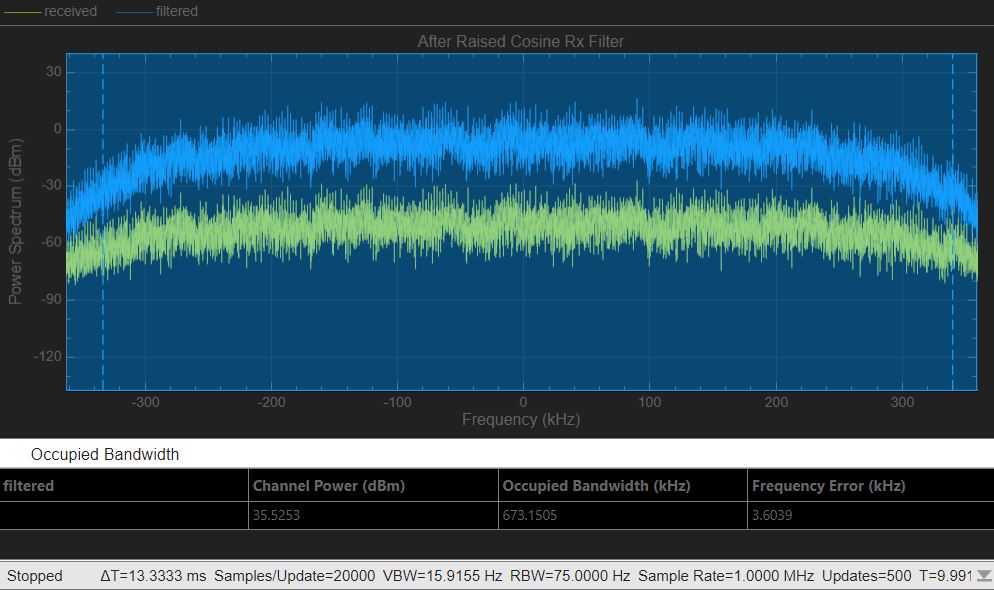 received filtered
After Raised Cosine Rx Filter
30
0
-30
-60
-90
-120
Power Spectrum (dBm)
-300 -200 -100 0 100 200 300
Frequency (kHz)
Occupied Bandwidth
filtered Channel Power (dBm) Occupied Bandwidth (kHz) Frequency Error (kHz)
35.5253 673.1505 3.6039
Stopped ΔT=13.3333 ms Samples/Update=20000 VBW=15.9155 Hz RBW=75.0000 Hz Sample Rate=1.0000 MHz Updates=500 T=9.991